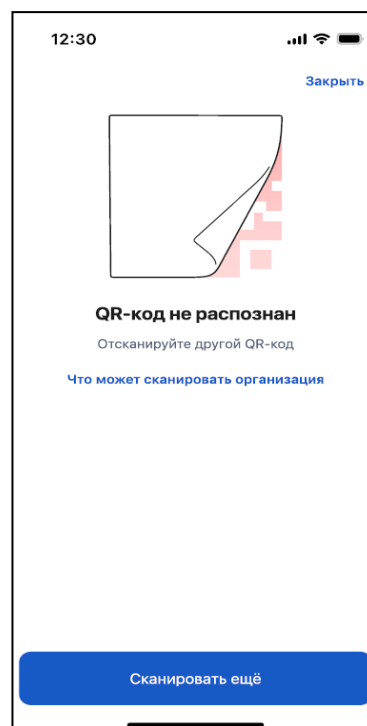 12:30
Закрыть
QR-код не распознан
Отсканируйте другой QR-код
Что может сканировать организация
Сканировать ещё